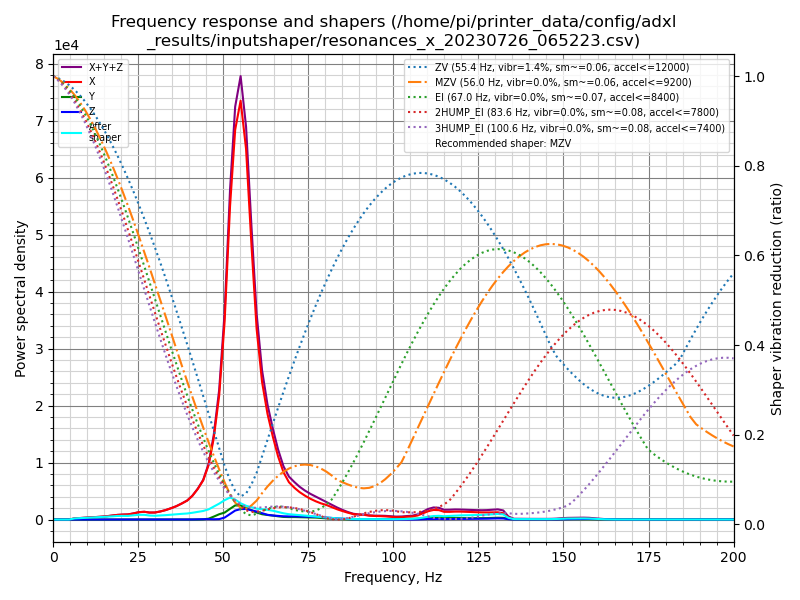 Frequency response and shapers (/home/pi/printer_data/config/adxl
_results/inputshaper/resonances_x_20230726_065223.csv)
1e4
X+Y+Z
X
Y
Z
After
shaper
ZV (55.4 Hz, vibr=1.4%, sm~=0.06, accel<=12000)
MZV (56.0 Hz, vibr=0.0%, sm~=0.06, accel<=9200)
EI (67.0 Hz, vibr=0.0%, sm~=0.07, accel<=8400)
2HUMP_EI (83.6 Hz, vibr=0.0%, sm~=0.08, accel<=7800)
3HUMP_EI (100.6 Hz, vibr=0.0%, sm~=0.08, accel<=7400)
Recommended shaper: MZV
Power spectral density
8
7
6
5
4
3
2
1
0
1.0
0.8
0.6
0.4
0.2
0.0
Shaper vibration reduction (ratio)
0 25 50 75 100 125 150 175 200
Frequency, Hz